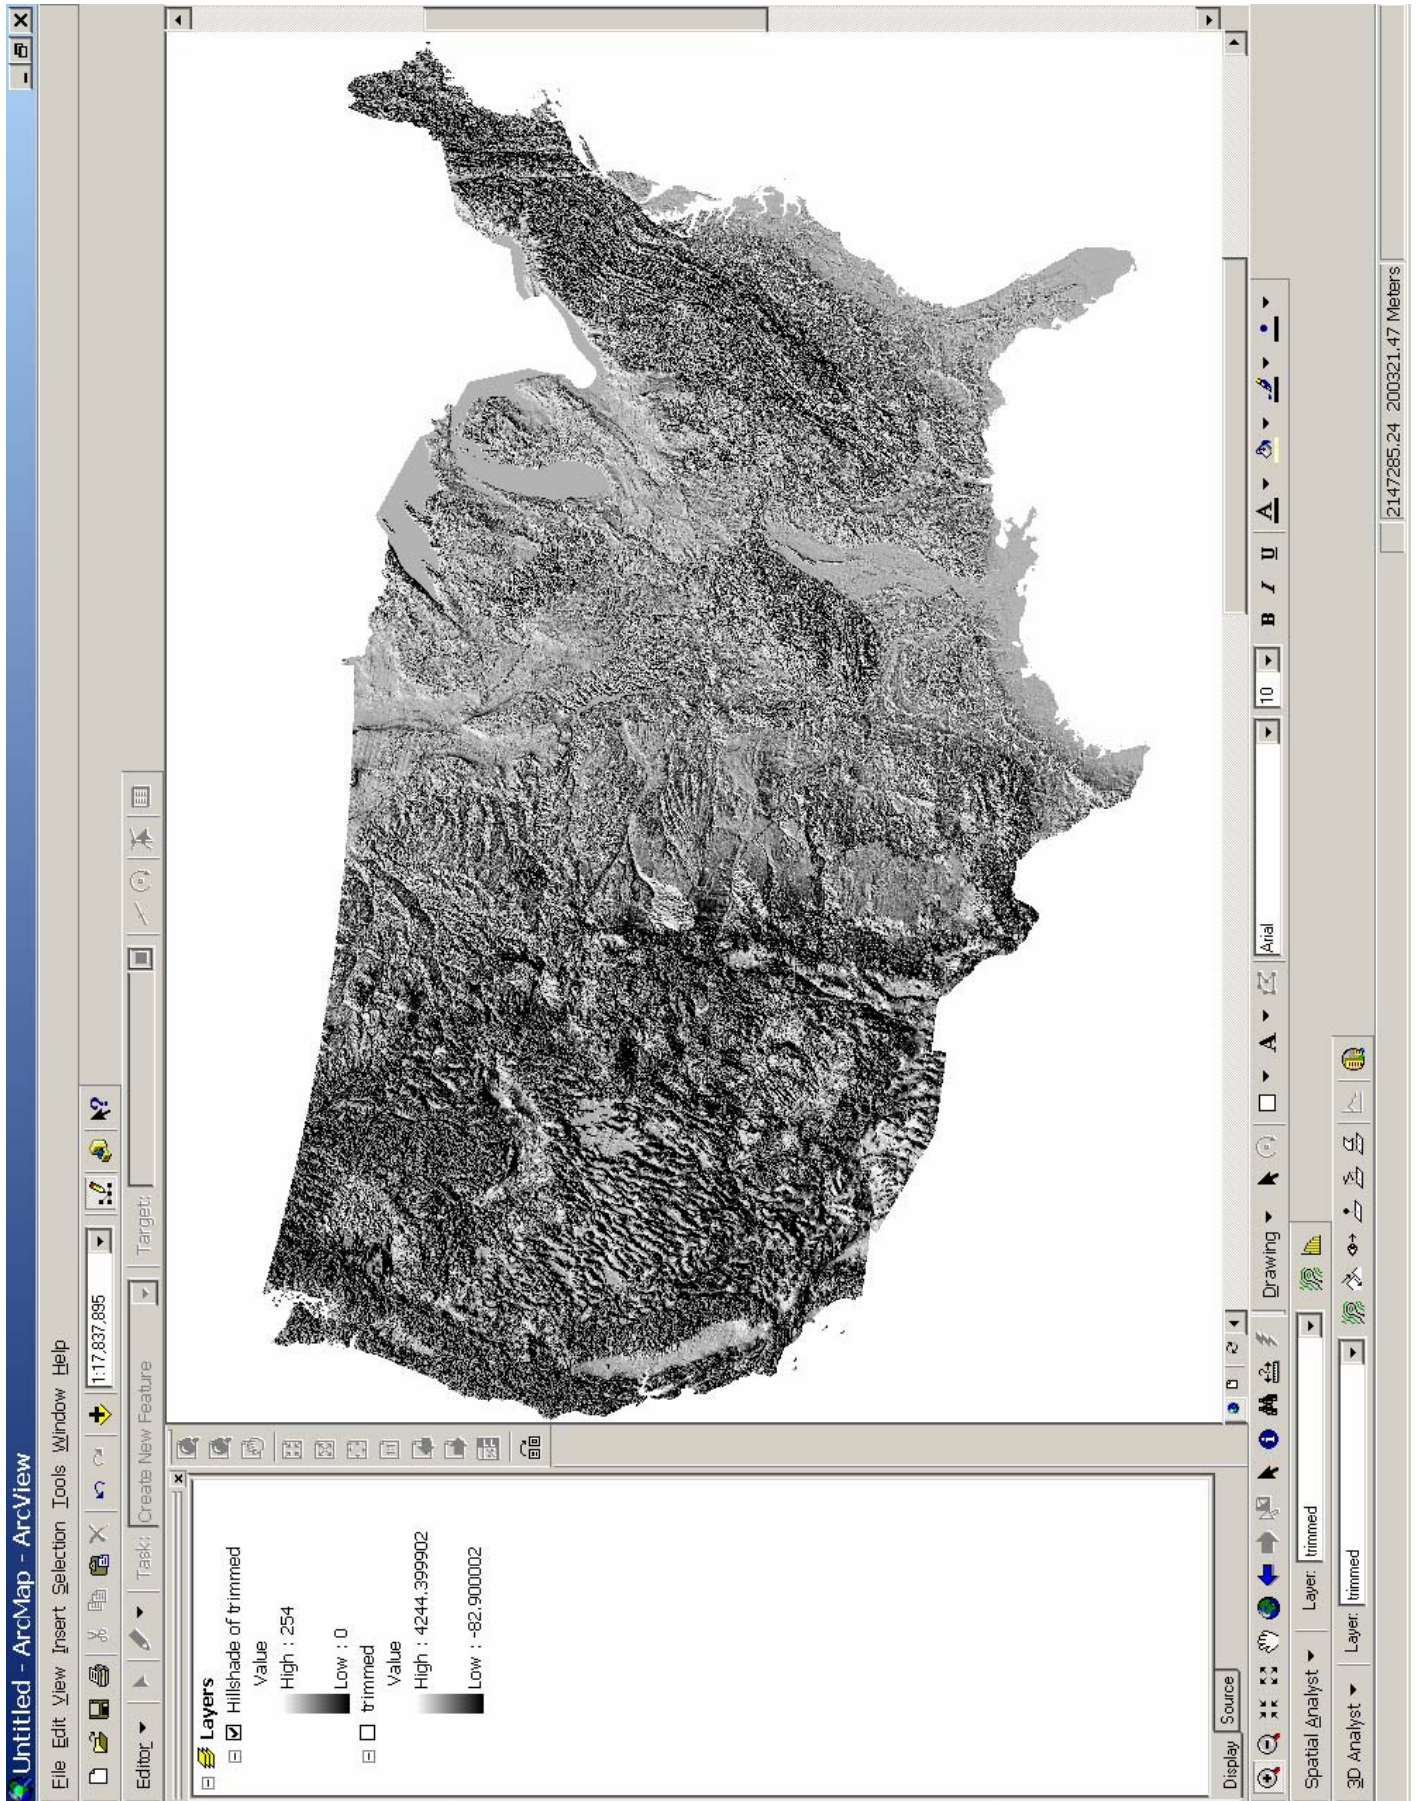 Untitled - ArcMap - ArcView
File Edit View Insert Selection Tools Window Help
1:17,837,895
Editor Task: Create New Feature Target:
Layers
Hillshade of trimmed
Value
High : 254
Low : 0
trimmed
Value
High : 4244.399902
Low : -82.900002
Display Source
Drawing A Arial 10 B I U A
Spatial Analyst Layer: trimmed
3D Analyst Layer: trimmed
2147285.24 200321.47 Meters